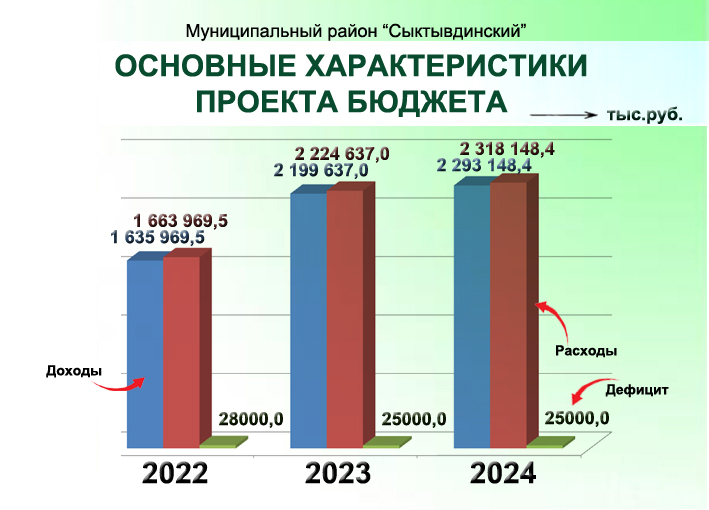 Муниципальный район “Сыктывдинский”
ОСНОВНЫЕ ХАРАКТЕРИСТИКИ
ПРОЕКТА БЮДЖЕТА
тыс.руб.
2 224 637,0
2 318 148,4
2 199 637,0
2 293 148,4
1 663 969,5
1 635 969,5
Расходы
Доходы
Дефицит
28000,0
25000,0
25000,0
2022
2023
2024